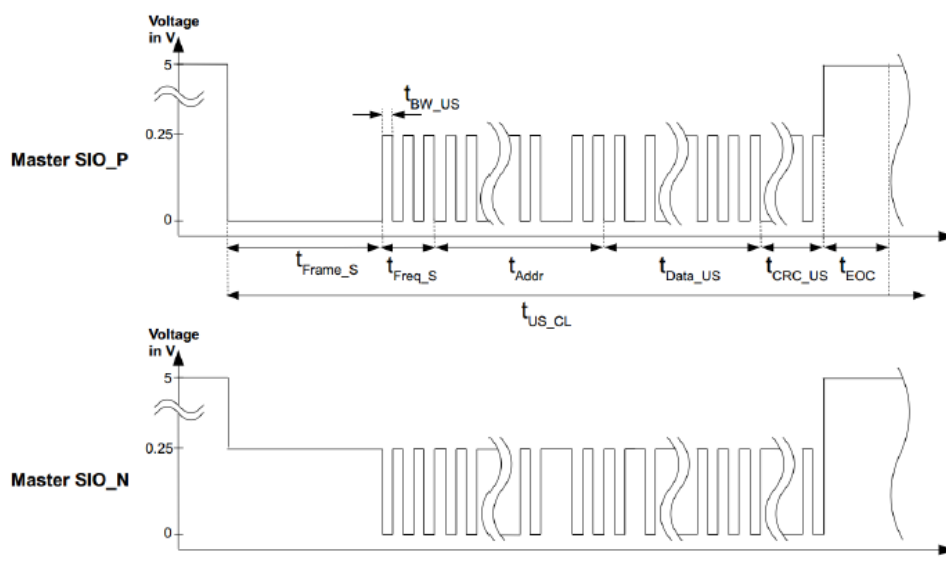 Voltage
in V
5
t_BW_US
0.25
Master SIO_P
0
t_Frame_S t_Freq_S t_Addr t_Data_US t_CRC_US t_EOC
t_US_CL
Voltage
in V
5
0.25
Master SIO_N
0